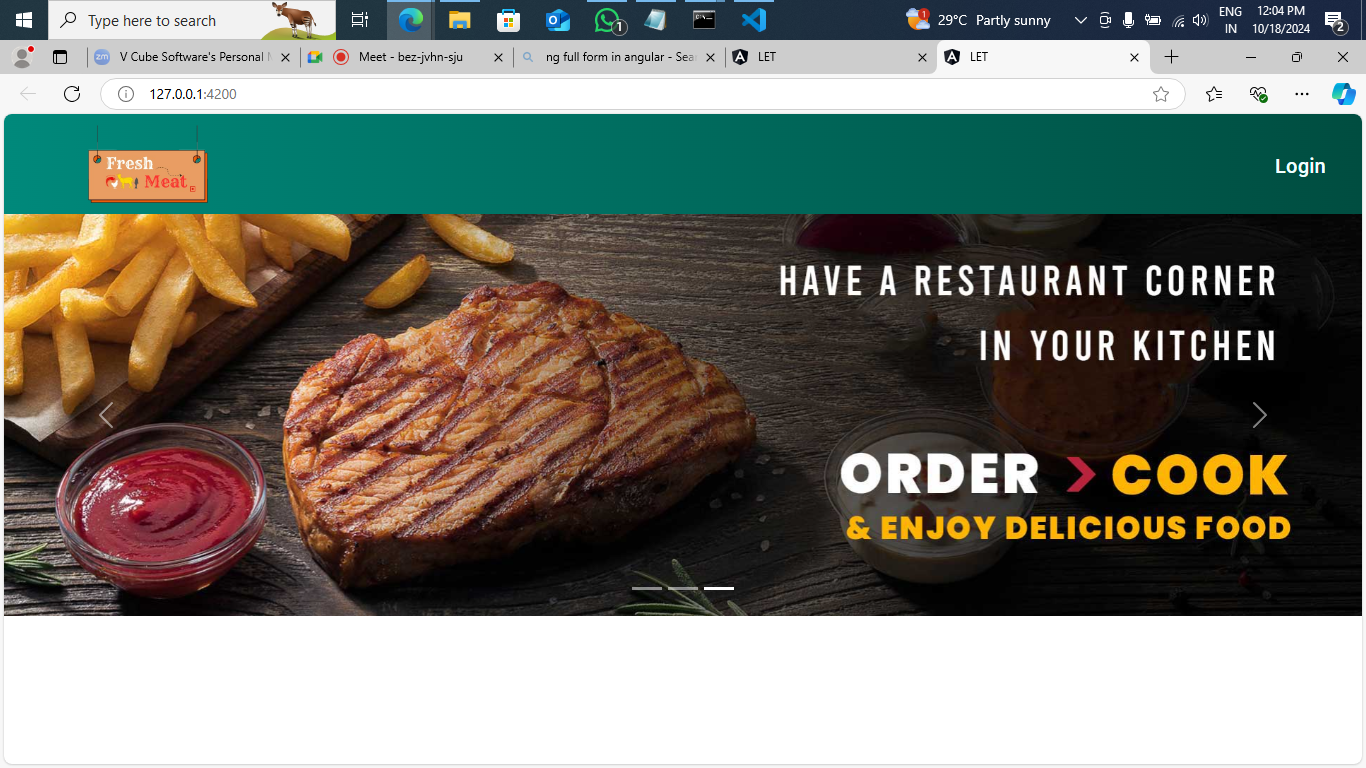 Type here to search
1
1
29°C Partly sunny
ENG
IN
12:04 PM
10/18/2024
2
zm V Cube Software's Personal M
Meet - bez-jvhn-sju
ng full form in angular - Sear
LET
LET
127.0.0.1:4200
Fresh
Meat
Login
HAVE A RESTAURANT CORNER
IN YOUR KITCHEN
ORDER > COOK
& ENJOY DELICIOUS FOOD